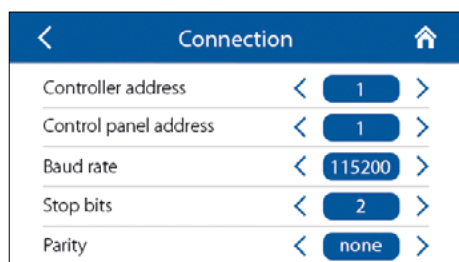 Connection
Controller address 1
Control panel address 1
Baud rate 115200
Stop bits 2
Parity none